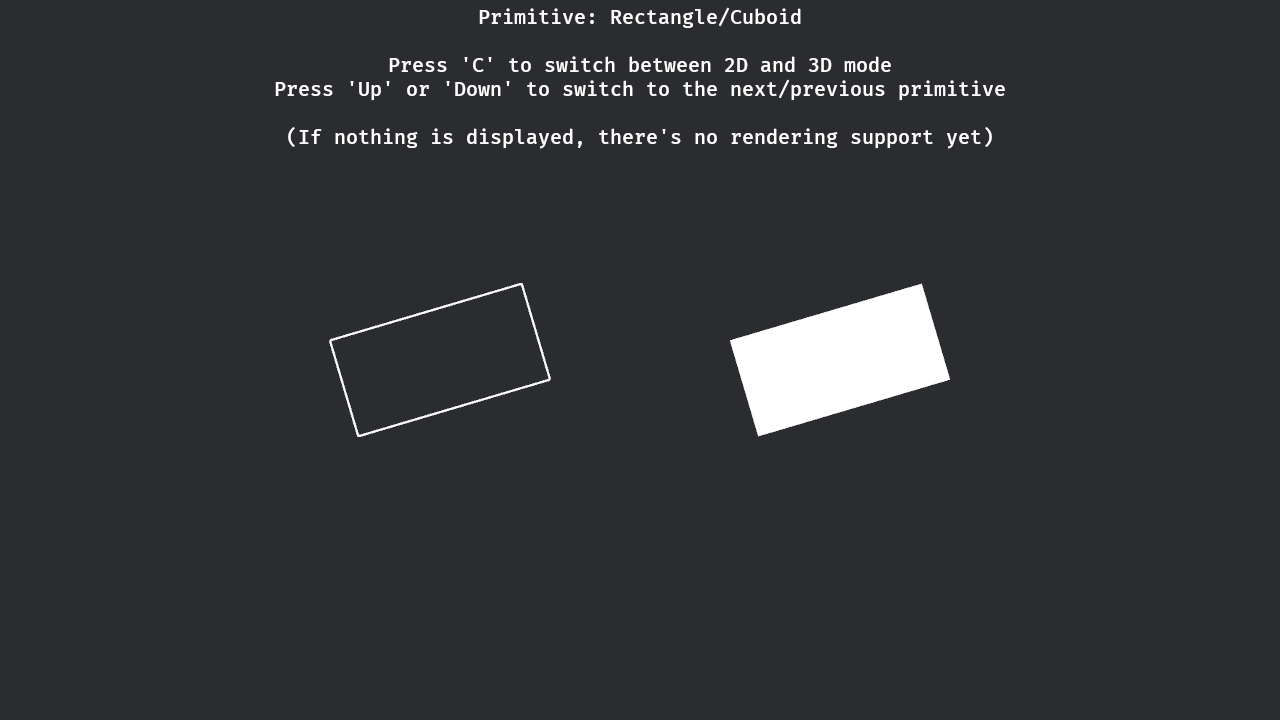 Primitive: Rectangle/Cuboid
Press 'C' to switch between 2D and 3D mode
Press 'Up' or 'Down' to switch to the next/previous primitive
(If nothing is displayed, there's no rendering support yet)